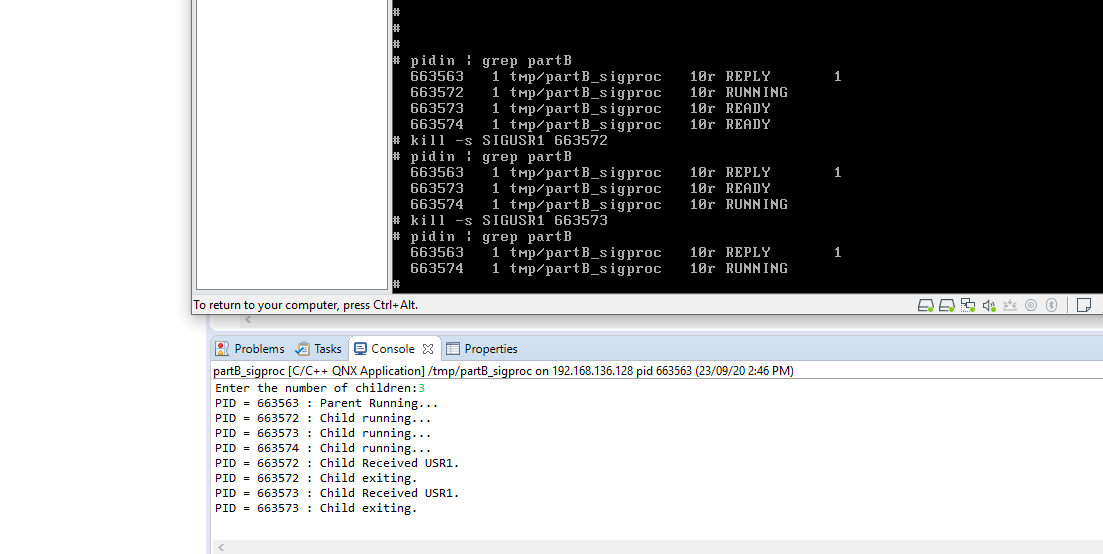 #
#
#
# pidin | grep partB
663563 1 tmp/partB_sigproc 10r REPLY 1
663572 1 tmp/partB_sigproc 10r RUNNING
663573 1 tmp/partB_sigproc 10r READY
663574 1 tmp/partB_sigproc 10r READY
# kill -s SIGUSR1 663572
# pidin | grep partB
663563 1 tmp/partB_sigproc 10r REPLY 1
663573 1 tmp/partB_sigproc 10r READY
663574 1 tmp/partB_sigproc 10r RUNNING
# kill -s SIGUSR1 663573
# pidin | grep partB
663563 1 tmp/partB_sigproc 10r REPLY 1
663574 1 tmp/partB_sigproc 10r RUNNING
#
To return to your computer, press Ctrl+Alt.
Problems Tasks Console Properties
partB_sigproc [C/C++ QNX Application] /tmp/partB_sigproc on 192.168.136.128 pid 663563 (23/09/20 2:46 PM)
Enter the number of children:3
PID = 663563 : Parent Running...
PID = 663572 : Child running...
PID = 663573 : Child running...
PID = 663574 : Child running...
PID = 663572 : Child Received USR1.
PID = 663572 : Child exiting.
PID = 663573 : Child Received USR1.
PID = 663573 : Child exiting.